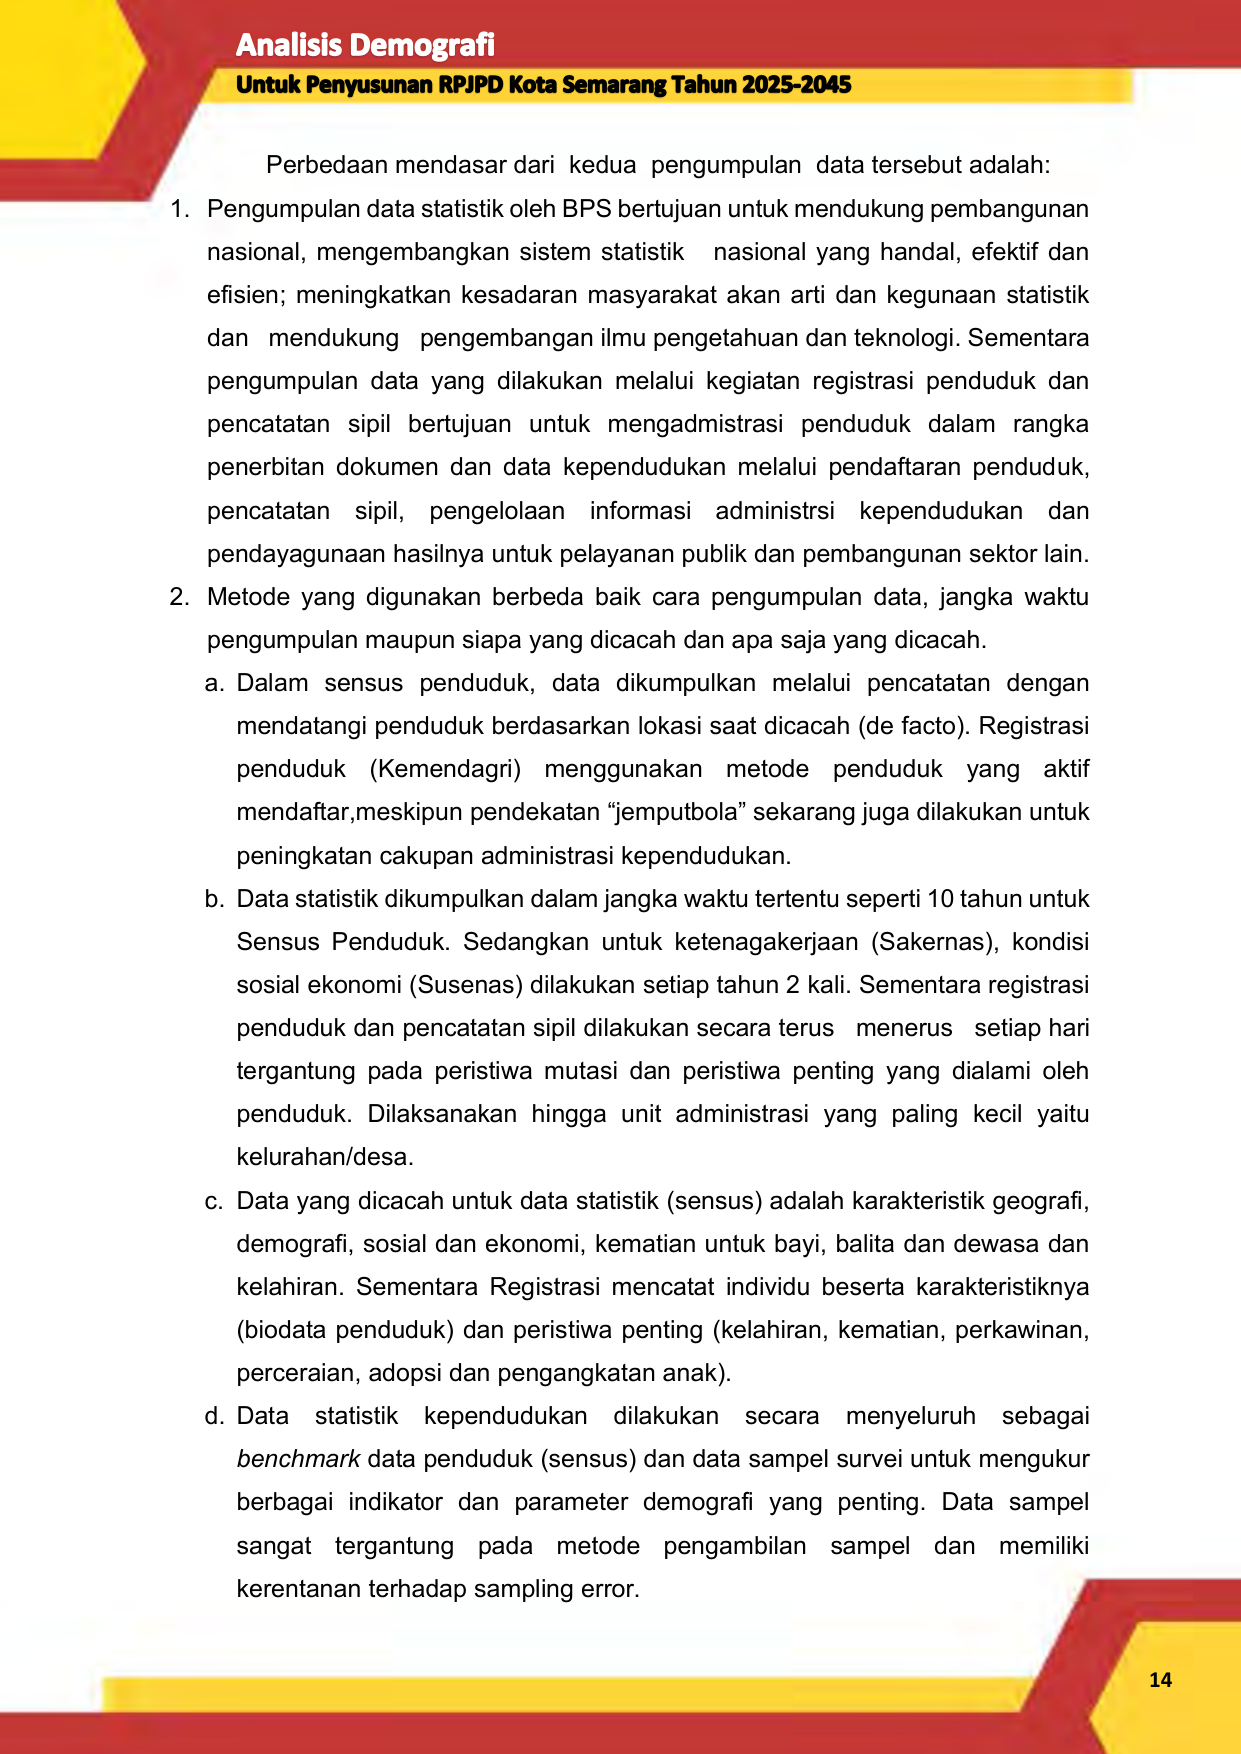 Analisis Demografi
Untuk Penyusunan RPJPD Kota Semarang Tahun 2025-2045
Perbedaan mendasar dari kedua pengumpulan data tersebut adalah:
1. Pengumpulan data statistik oleh BPS bertujuan untuk mendukung pembangunan
nasional, mengembangkan sistem statistik nasional yang handal, efektif dan
efisien; meningkatkan kesadaran masyarakat akan arti dan kegunaan statistik
dan mendukung pengembangan ilmu pengetahuan dan teknologi. Sementara
pengumpulan data yang dilakukan melalui kegiatan registrasi penduduk dan
pencatatan sipil bertujuan untuk mengadmistrasi penduduk dalam rangka
penerbitan dokumen dan data kependudukan melalui pendaftaran penduduk,
pencatatan sipil, pengelolaan informasi administrsi kependudukan dan
pendayagunaan hasilnya untuk pelayanan publik dan pembangunan sektor lain.
2. Metode yang digunakan berbeda baik cara pengumpulan data, jangka waktu
pengumpulan maupun siapa yang dicacah dan apa saja yang dicacah.
a. Dalam sensus penduduk, data dikumpulkan melalui pencatatan dengan
mendatangi penduduk berdasarkan lokasi saat dicacah (de facto). Registrasi
penduduk (Kemendagri) menggunakan metode penduduk yang aktif
mendaftar,meskipun pendekatan “jemputbola” sekarang juga dilakukan untuk
peningkatan cakupan administrasi kependudukan.
b. Data statistik dikumpulkan dalam jangka waktu tertentu seperti 10 tahun untuk
Sensus Penduduk. Sedangkan untuk ketenagakerjaan (Sakernas), kondisi
sosial ekonomi (Susenas) dilakukan setiap tahun 2 kali. Sementara registrasi
penduduk dan pencatatan sipil dilakukan secara terus menerus setiap hari
tergantung pada peristiwa mutasi dan peristiwa penting yang dialami oleh
penduduk. Dilaksanakan hingga unit administrasi yang paling kecil yaitu
kelurahan/desa.
c. Data yang dicacah untuk data statistik (sensus) adalah karakteristik geografi,
demografi, sosial dan ekonomi, kematian untuk bayi, balita dan dewasa dan
kelahiran. Sementara Registrasi mencatat individu beserta karakteristiknya
(biodata penduduk) dan peristiwa penting (kelahiran, kematian, perkawinan,
perceraian, adopsi dan pengangkatan anak).
d. Data statistik kependudukan dilakukan secara menyeluruh sebagai
benchmark data penduduk (sensus) dan data sampel survei untuk mengukur
berbagai indikator dan parameter demografi yang penting. Data sampel
sangat tergantung pada metode pengambilan sampel dan memiliki
kerentanan terhadap sampling error.
14